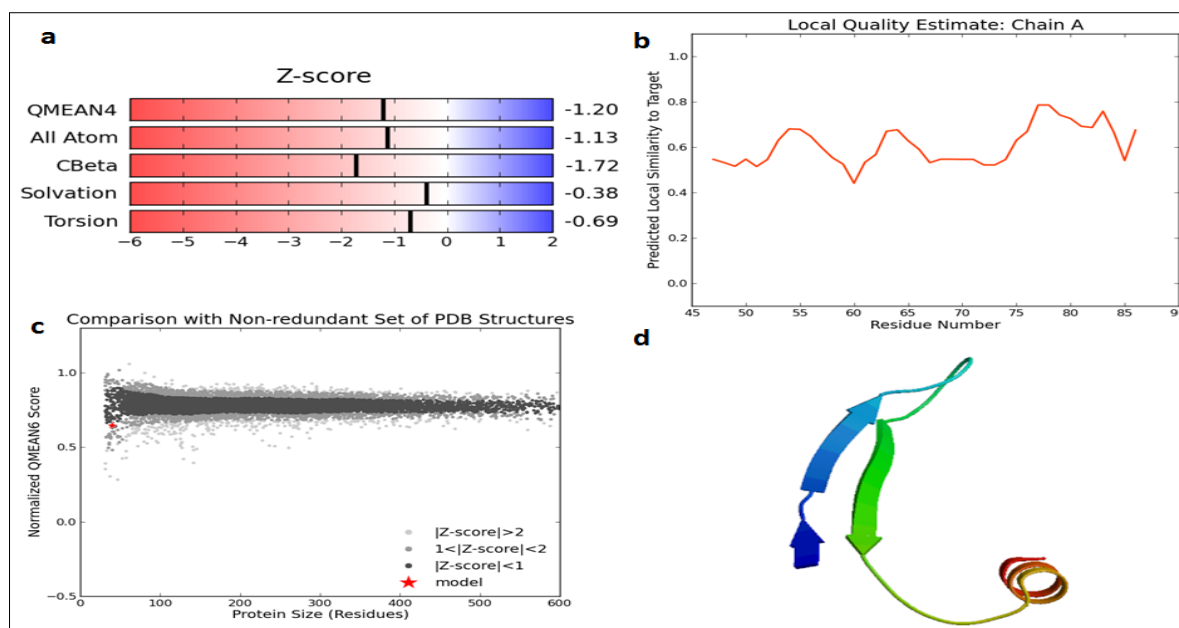 a
Z-score
QMEAN4 -1.20
All Atom -1.13
CBeta -1.72
Solvation -0.38
Torsion -0.69
−6 −5 −4 −3 −2 −1 0 1 2
b
Local Quality Estimate: Chain A
Predicted Local Similarity to Target
1.0
0.8
0.6
0.4
0.2
0.0
45 50 55 60 65 70 75 80 85 90
Residue Number
c
Comparison with Non-redundant Set of PDB Structures
Normalized QMEAN6 Score
1.0
0.5
0.0
−0.5
|Z-score|>2
1<|Z-score|<2
|Z-score|<1
model
0 100 200 300 400 500 600
Protein Size (Residues)
d